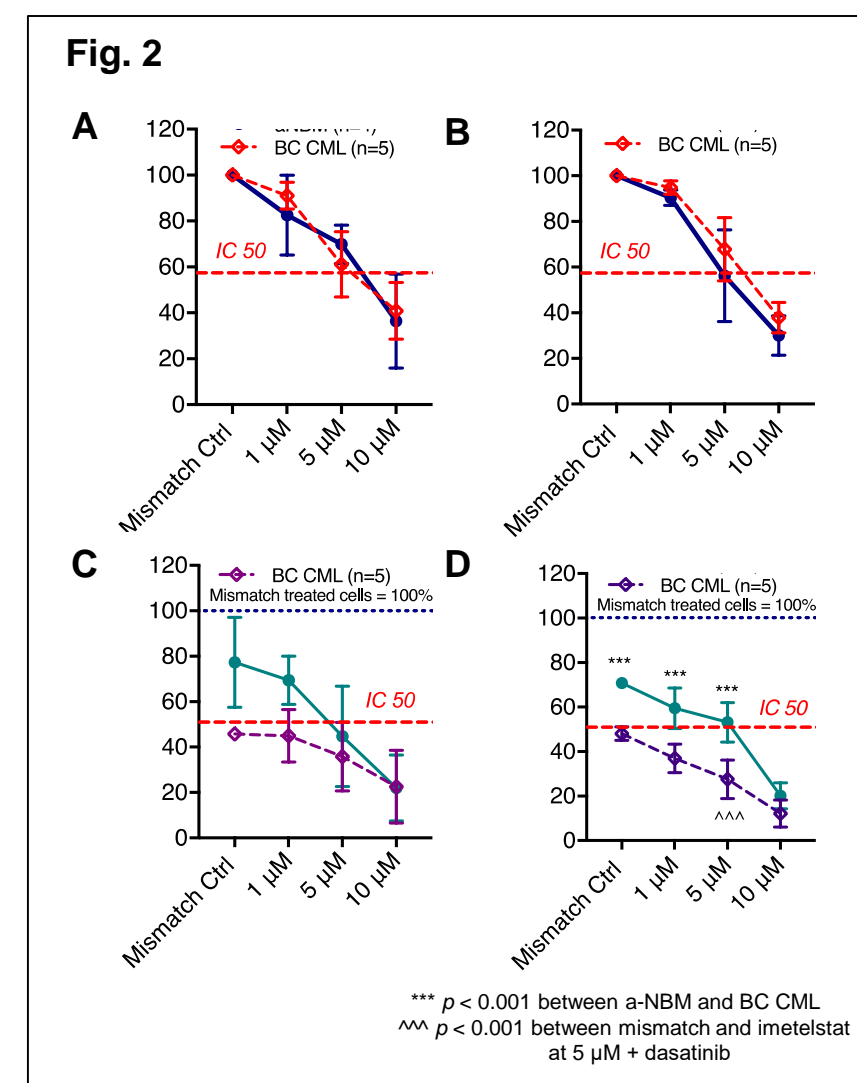 Fig. 2
A
120
100
80
60
40
20
0
BC CML (n=5)
IC 50
Mismatch Ctrl
1 µM
5 µM
10 µM
B
120
100
80
60
40
20
0
BC CML (n=5)
IC 50
Mismatch Ctrl
1 µM
5 µM
10 µM
C
120
100
80
60
40
20
0
BC CML (n=5)
Mismatch treated cells = 100%
IC 50
Mismatch Ctrl
1 µM
5 µM
10 µM
D
120
100
80
60
40
20
0
BC CML (n=5)
Mismatch treated cells = 100%
***
***
***
IC 50
^^^
Mismatch Ctrl
1 µM
5 µM
10 µM
*** p < 0.001 between a-NBM and BC CML
^^^ p < 0.001 between mismatch and imetelstat
at 5 µM + dasatinib